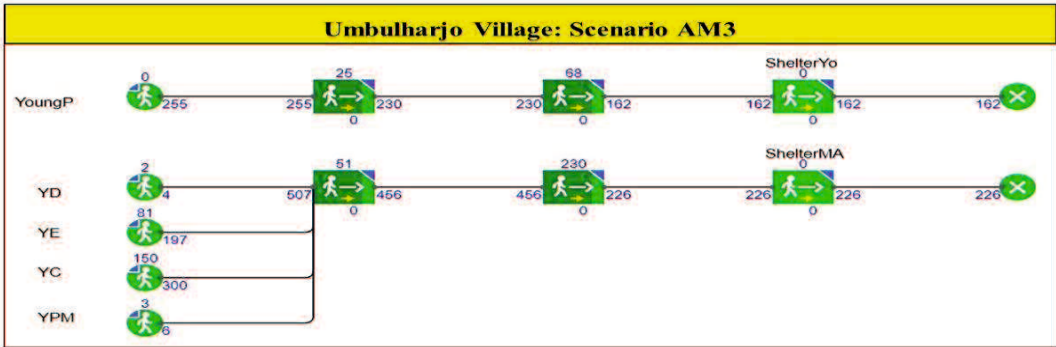 Umbulharjo Village: Scenario AM3
ShelterYo
0 25 68 0
YoungP 255 255 230 230 162 162 162 162
0 0 0
ShelterMA
2 51 230 0
YD 4 507 456 456 226 226 226 226
0 0 0
81
YE 197
150
YC 300
3
YPM 6